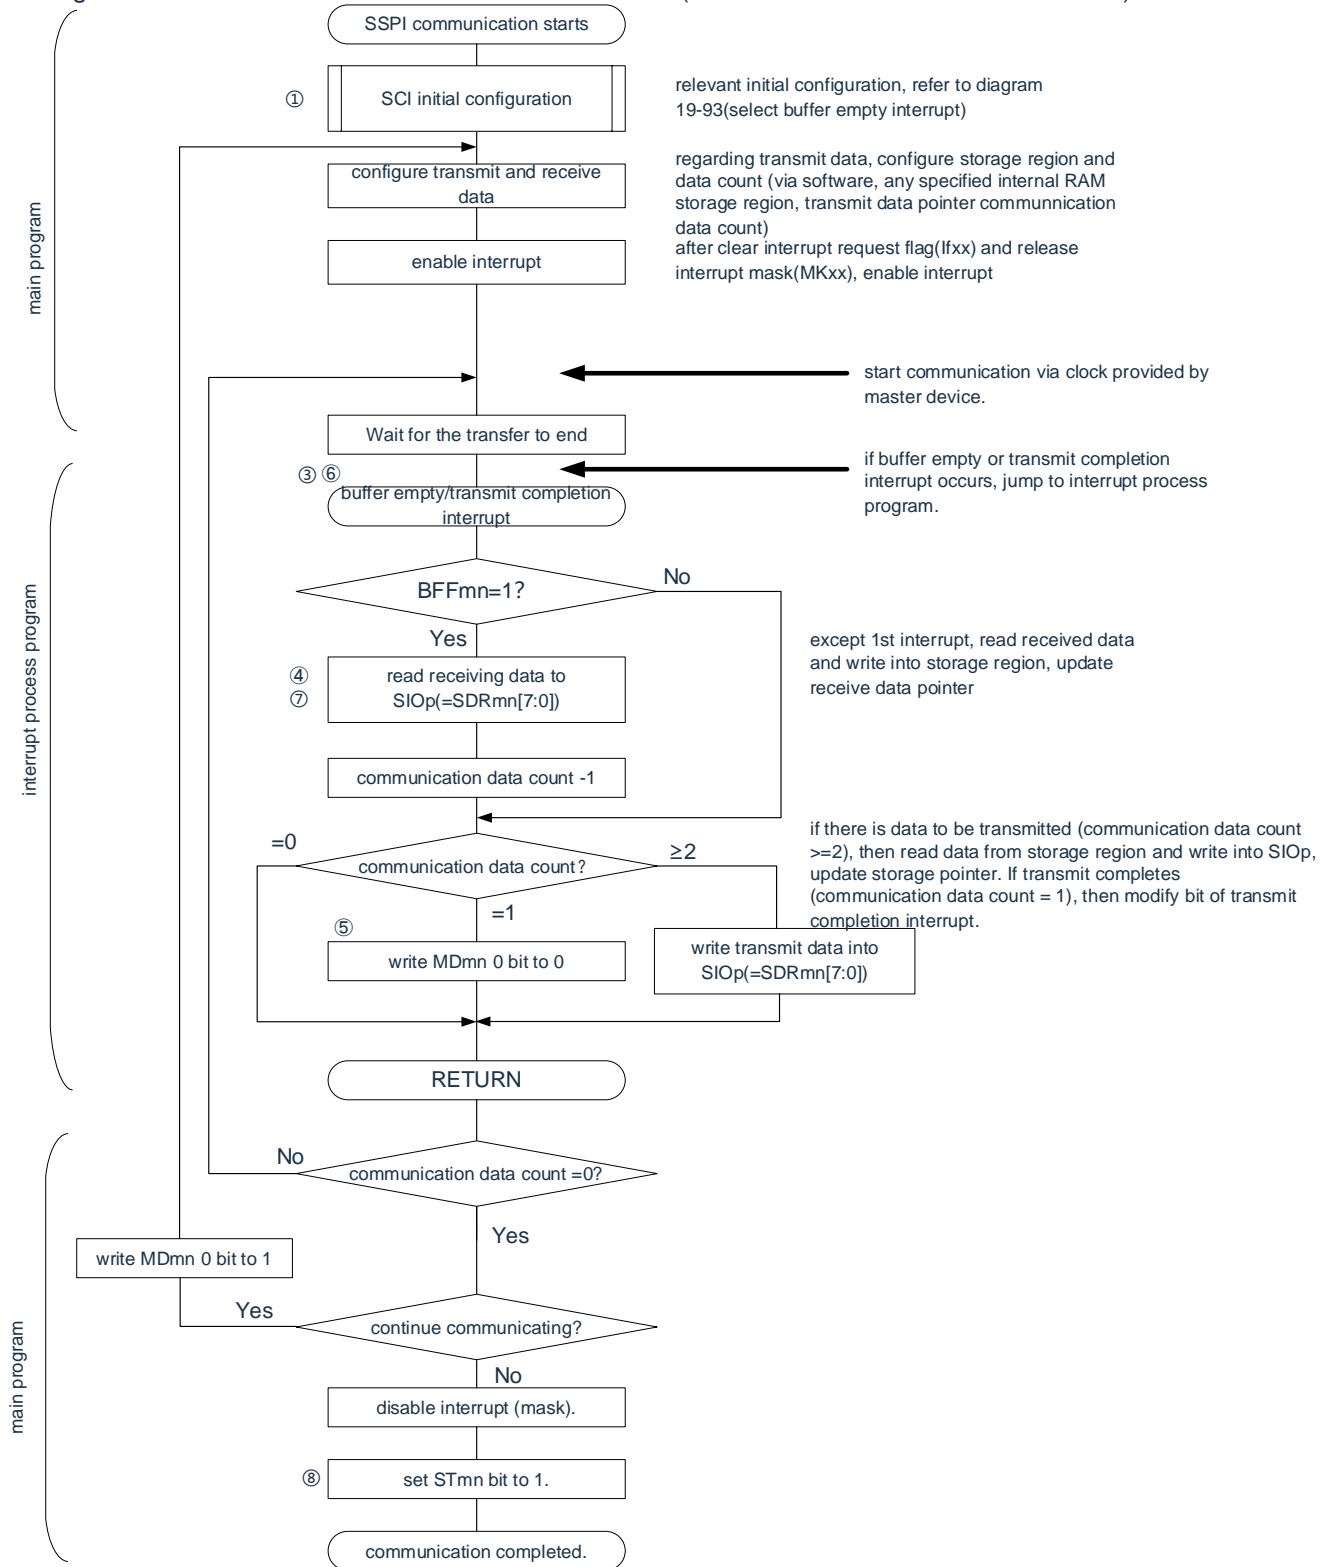 SSPI communication starts
①
SCI initial configuration
relevant initial configuration, refer to diagram
19-93(select buffer empty interrupt)
configure transmit and receive
data
regarding transmit data, configure storage region and
data count (via software, any specified internal RAM
storage region, transmit data pointer communnication
data count)
enable interrupt
after clear interrupt request flag(Ifxx) and release
interrupt mask(MKxx), enable interrupt
main program
start communication via clock provided by
master device.
Wait for the transfer to end
③ ⑥
if buffer empty or transmit completion
interrupt occurs, jump to interrupt process
program.
buffer empty/transmit completion
interrupt
BFFmn=1?
No
Yes
④
⑦
read receiving data to
SIOp(=SDRmn[7:0])
except 1st interrupt, read received data
and write into storage region, update
receive data pointer
interrupt process program
communication data count -1
=0
communication data count?
≥2
=1
if there is data to be transmitted (communication data count
>=2), then read data from storage region and write into SIOp,
update storage pointer. If transmit completes
(communication data count = 1), then modify bit of transmit
completion interrupt.
⑤
write MDmn 0 bit to 0
write transmit data into
SIOp(=SDRmn[7:0])
RETURN
No
communication data count =0?
Yes
write MDmn 0 bit to 1
Yes
continue communicating?
No
main program
disable interrupt (mask).
⑧
set STmn bit to 1.
communication completed.